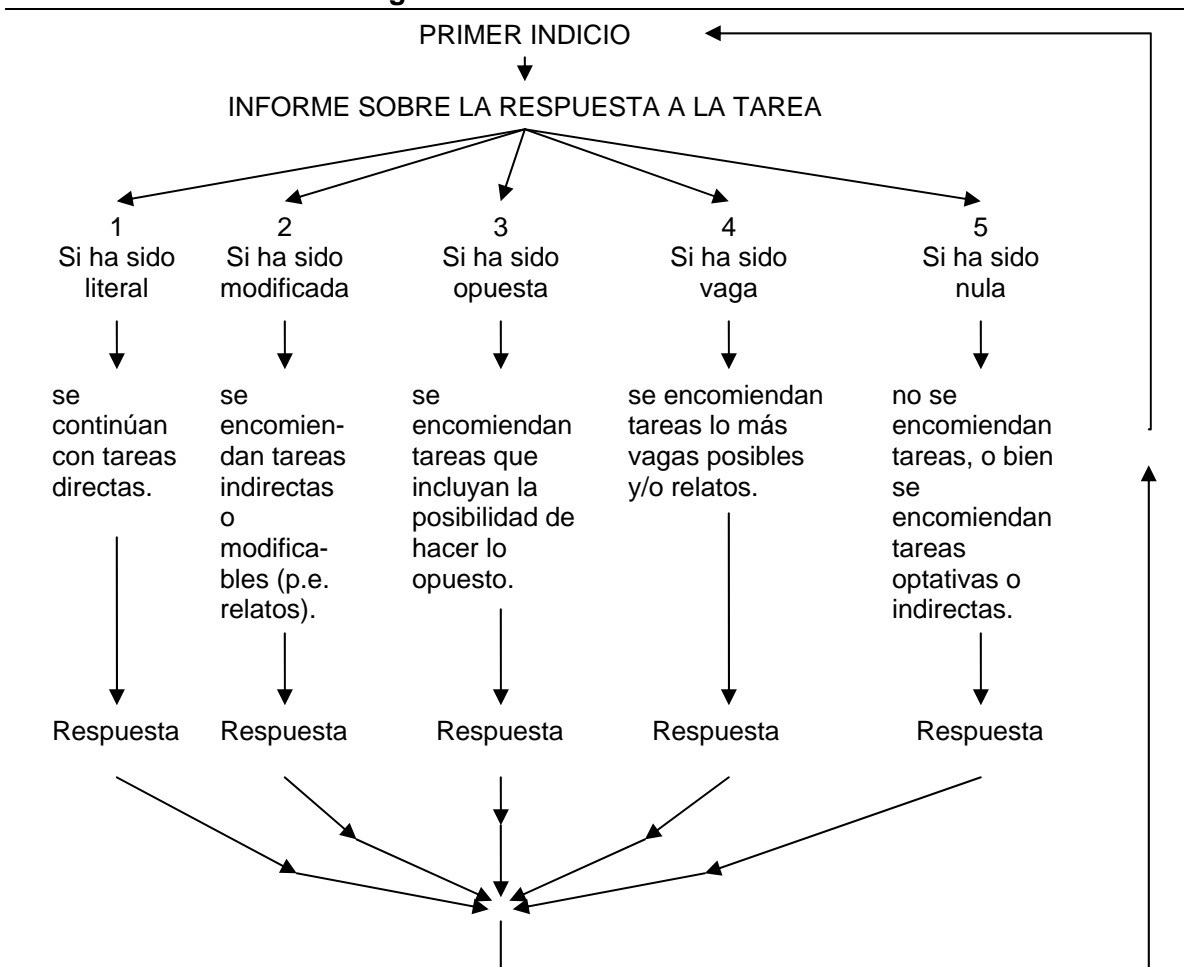 PRIMER INDICIO
INFORME SOBRE LA RESPUESTA A LA TAREA
1
Si ha sido
literal
2
Si ha sido
modificada
3
Si ha sido
opuesta
4
Si ha sido
vaga
5
Si ha sido
nula
se
continúan
con tareas
directas.
se
encomien-
dan tareas
indirectas
o
modifica-
bles (p.e.
relatos).
se
encomiendan
tareas que
incluyan la
posibilidad de
hacer lo
opuesto.
se encomiendan
tareas lo más
vagas posibles
y/o relatos.
no se
encomiendan
tareas, o bien
se
encomiendan
tareas
optativas o
indirectas.
Respuesta
Respuesta
Respuesta
Respuesta
Respuesta